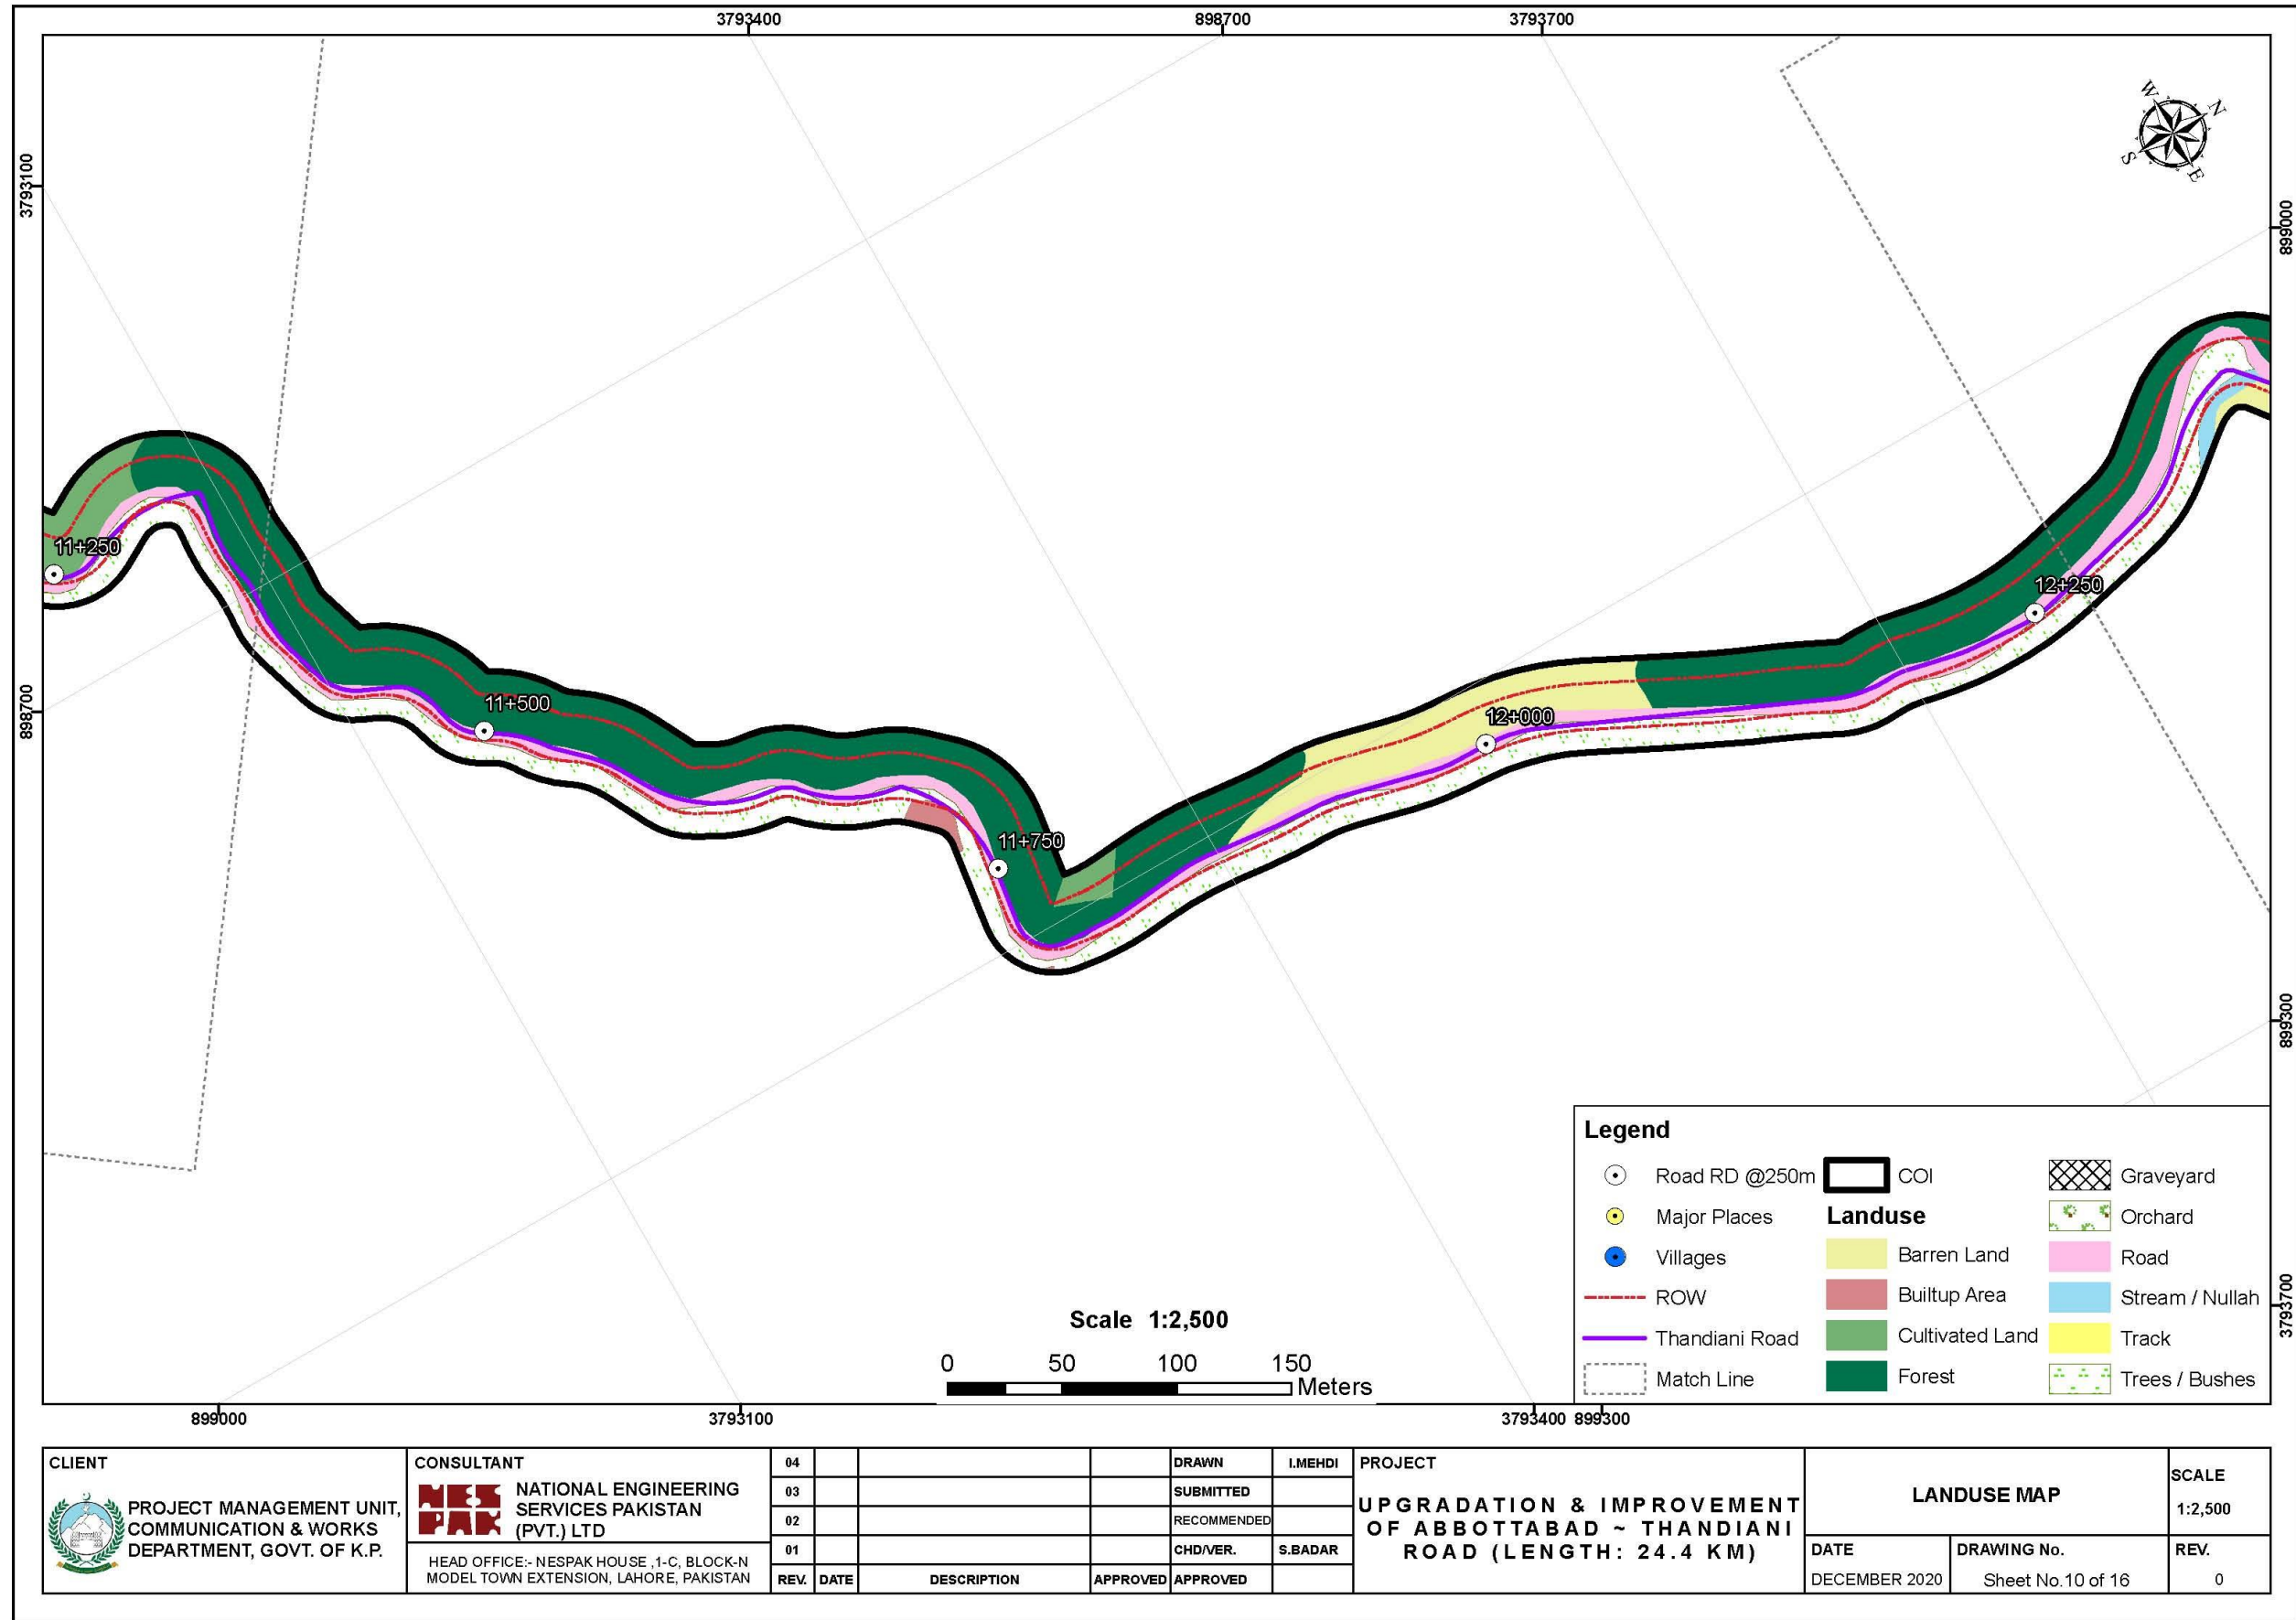 3793400
898700
3793700
W
N
S
E
3793100
899000
11+250
12+250
898700
11+500
12+000
11+750
899300
Legend
Road RD @250m
Major Places
Villages
ROW
Thandiani Road
Match Line
COI
Landuse
Barren Land
Builtup Area
Cultivated Land
Forest
Graveyard
Orchard
Road
Stream / Nullah
Track
Trees / Bushes
3793700
Scale 1:2,500
0 50 100 150
Meters
899000
3793100
3793400
899300
CLIENT
PROJECT MANAGEMENT UNIT,
COMMUNICATION & WORKS
DEPARTMENT, GOVT. OF K.P.
CONSULTANT
NESPAK
NATIONAL ENGINEERING
SERVICES PAKISTAN
(PVT.) LTD
HEAD OFFICE:- NESPAK HOUSE ,1-C, BLOCK-N
MODEL TOWN EXTENSION, LAHORE, PAKISTAN
04
03
02
01
REV. DATE DESCRIPTION APPROVED
DRAWN I.MEHDI
SUBMITTED
RECOMMENDED
CHD/VER. S.BADAR
APPROVED
PROJECT
UPGRADATION & IMPROVEMENT
OF ABBOTTABAD ~ THANDIANI
ROAD (LENGTH: 24.4 KM)
LANDUSE MAP
SCALE
1:2,500
DATE
DECEMBER 2020
DRAWING No.
Sheet No.10 of 16
REV.
0